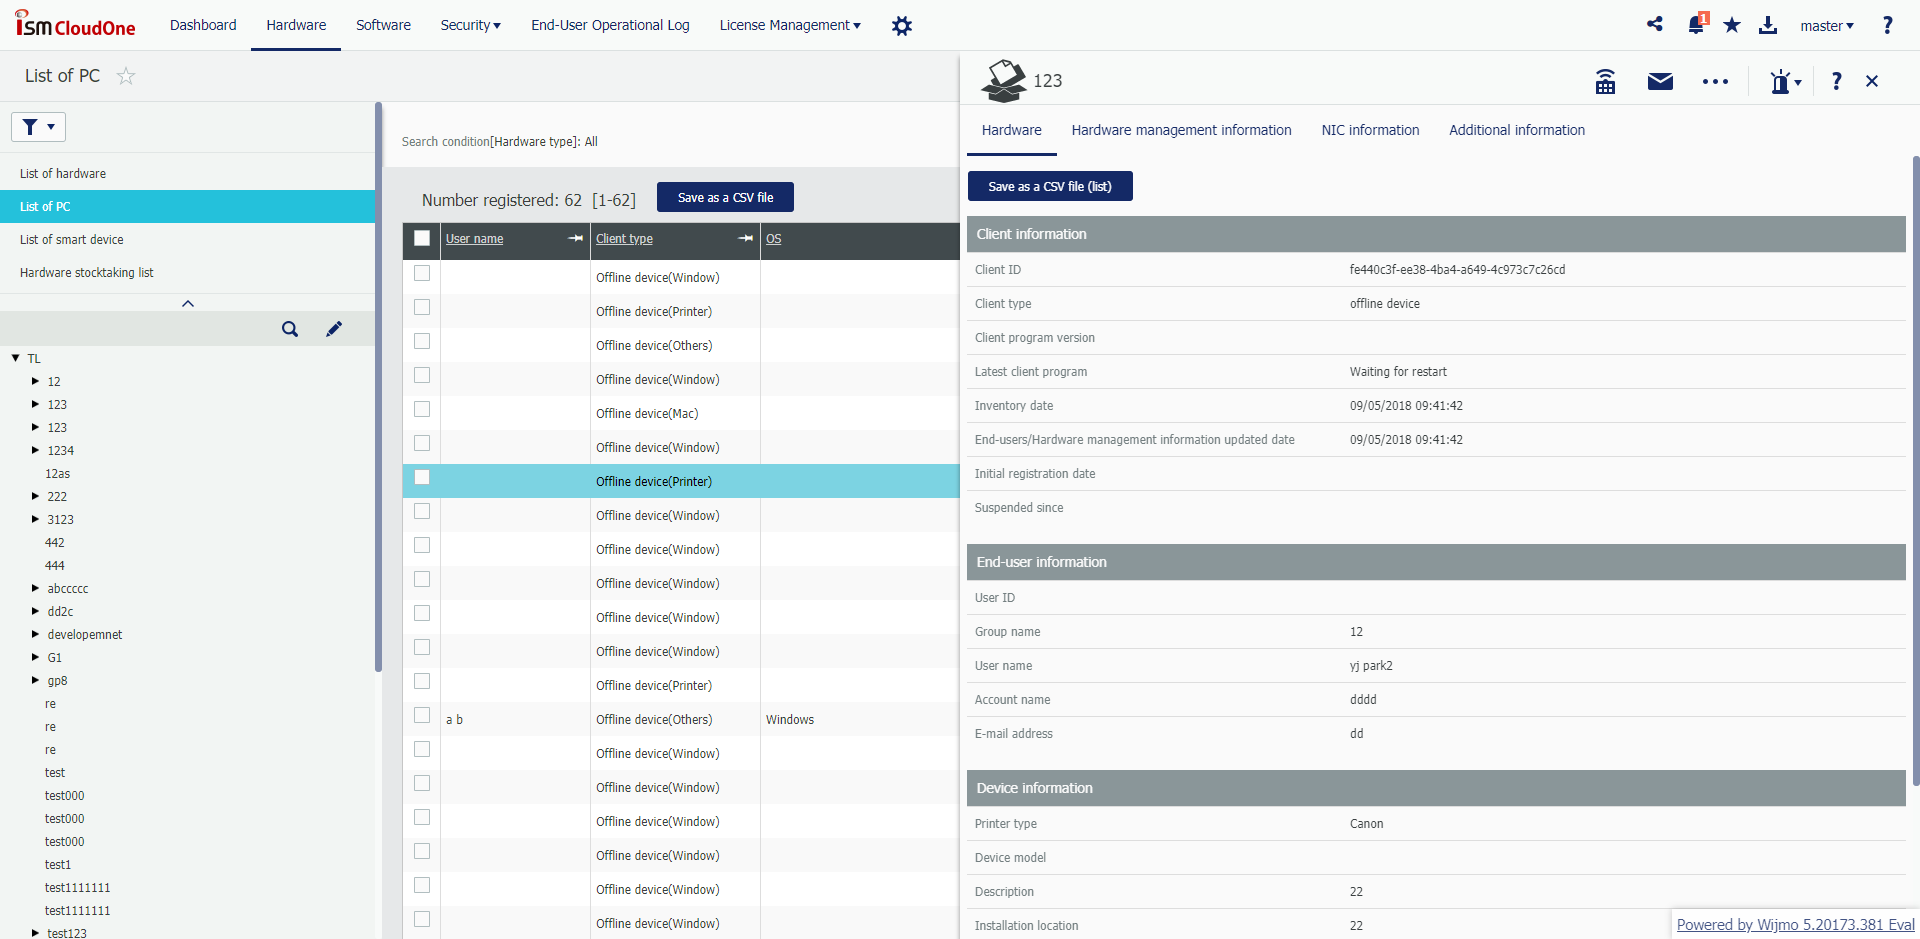 ISM CloudOne
Dashboard
Hardware
Software
Security
End-User Operational Log
License Management
1
master
?
List of PC
123
?
Search condition[Hardware type]: All
List of hardware
List of PC
List of smart device
Hardware stocktaking list
TL
12
123
123
1234
12as
222
3123
442
444
abccccc
dd2c
developemnet
G1
gp8
re
re
re
test
test000
test000
test000
test1
test1111111
test1111111
test123
Number registered: 62 [1-62]
Save as a CSV file
User name
Client type
OS
Offline device(Window)
Offline device(Printer)
Offline device(Others)
Offline device(Window)
Offline device(Mac)
Offline device(Window)
Offline device(Printer)
Offline device(Window)
Offline device(Window)
Offline device(Window)
Offline device(Window)
Offline device(Window)
Offline device(Printer)
a b Offline device(Others) Windows
Offline device(Window)
Offline device(Window)
Offline device(Window)
Offline device(Window)
Offline device(Window)
Offline device(Window)
Hardware
Hardware management information
NIC information
Additional information
Save as a CSV file (list)
Client information
Client ID fe440c3f-ee38-4ba4-a649-4c973c7c26cd
Client type offline device
Client program version
Latest client program Waiting for restart
Inventory date 09/05/2018 09:41:42
End-users/Hardware management information updated date 09/05/2018 09:41:42
Initial registration date
Suspended since
End-user information
User ID
Group name 12
User name yj park2
Account name dddd
E-mail address dd
Device information
Printer type Canon
Device model
Description 22
Installation location 22
Powered by Wijmo 5.20173.381 Eval